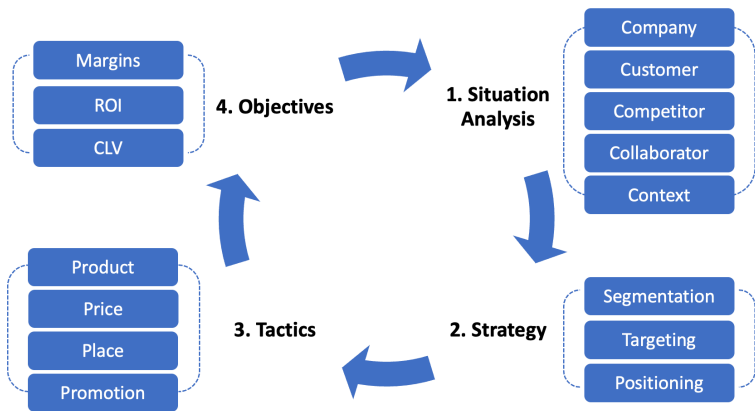 1. Situation
Analysis
Company
Customer
Competitor
Collaborator
Context
2. Strategy
Segmentation
Targeting
Positioning
3. Tactics
Product
Price
Place
Promotion
4. Objectives
Margins
ROI
CLV